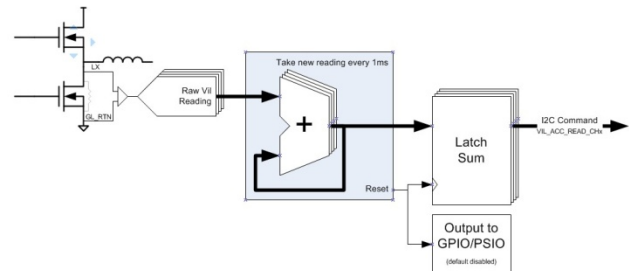 Take new reading every 1ms
LX
Raw Vil
Reading
GL_RTN
+
I2C Command
VIL_ACC_READ_CHx
Latch
Sum
Reset
Output to
GPIO/PSIO
(default disabled)